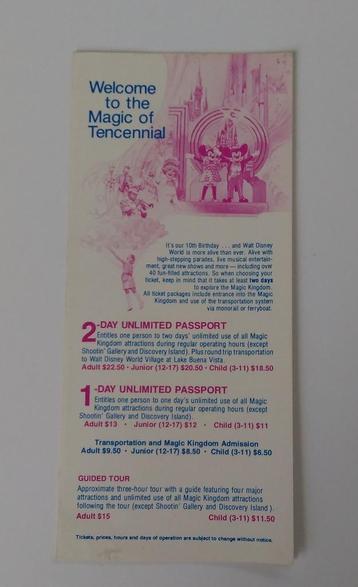 Welcome
to the
Magic of
Tencennial
It's our 10th Birthday . . . and Walt Disney
World is more alive than ever. Alive with
high-stepping parades, live musical entertain-
ment, great new shows and more — including over
40 fun-filled attractions. So when choosing your
ticket, keep in mind that it takes at least two days
to explore the Magic Kingdom.
All ticket packages include entrance into the Magic
Kingdom and use of the transportation system
via monorail or ferryboat.
2-DAY UNLIMITED PASSPORT
Entitles one person to two days' unlimited use of all Magic
Kingdom attractions during regular operating hours (except
Shootin' Gallery and Discovery Island). Plus round trip transportation
to Walt Disney World Village at Lake Buena Vista.
Adult $22.50 • Junior (12-17) $20.50 • Child (3-11) $18.50
1-DAY UNLIMITED PASSPORT
Entitles one person to one day's unlimited use of all Magic
Kingdom attractions during regular operating hours (except
Shootin' Gallery and Discovery Island).
Adult $13 • Junior (12-17) $12 • Child (3-11) $11
Transportation and Magic Kingdom Admission
Adult $9.50 • Junior (12-17) $8.50 • Child (3-11) $6.50
GUIDED TOUR
Approximate three-hour tour with a guide featuring four major
attractions and unlimited use of all Magic Kingdom attractions
following the tour (except Shootin' Gallery and Discovery Island).
Adult $15 Child (3-11) $11.50
Tickets, prices, hours and days of operation are subject to change without notice.